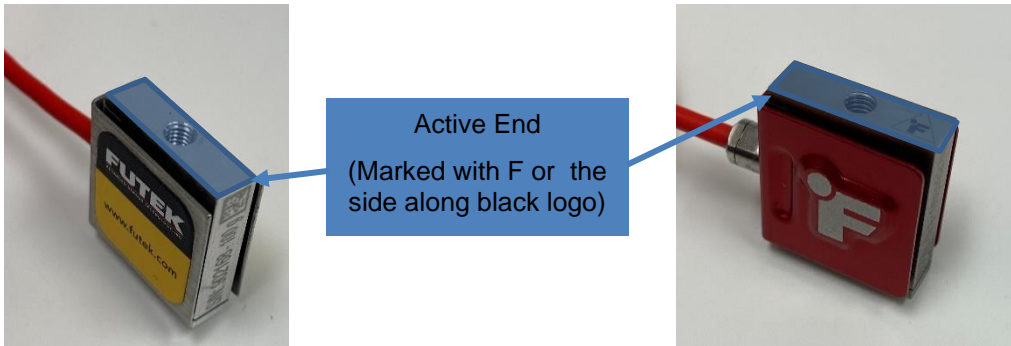 Active End
(Marked with F or the
side along black logo)
FUTEK
www.futek.com
F